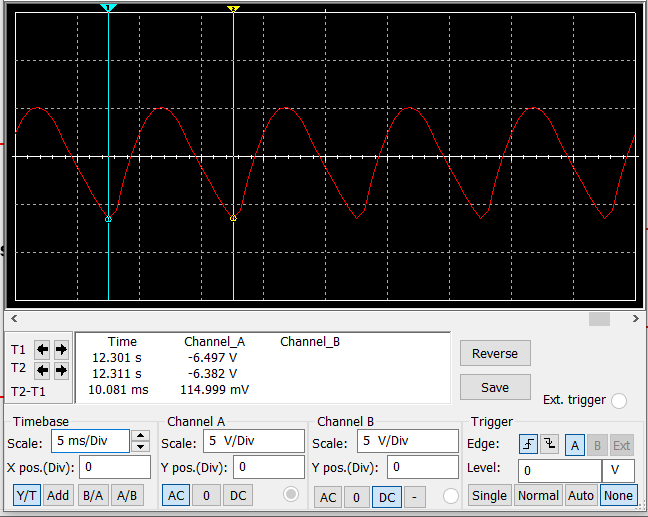 1 2
Time Channel_A Channel_B
T1 12.301 s -6.497 V
T2 12.311 s -6.382 V
T2-T1 10.081 ms 114.999 mV
Reverse
Save
Ext. trigger
Timebase
Scale: 5 ms/Div
X pos.(Div): 0
Y/T Add B/A A/B
Channel A
Scale: 5 V/Div
Y pos.(Div): 0
AC 0 DC
Channel B
Scale: 5 V/Div
Y pos.(Div): 0
AC 0 DC -
Trigger
Edge: A B Ext
Level: 0 V
Single Normal Auto None